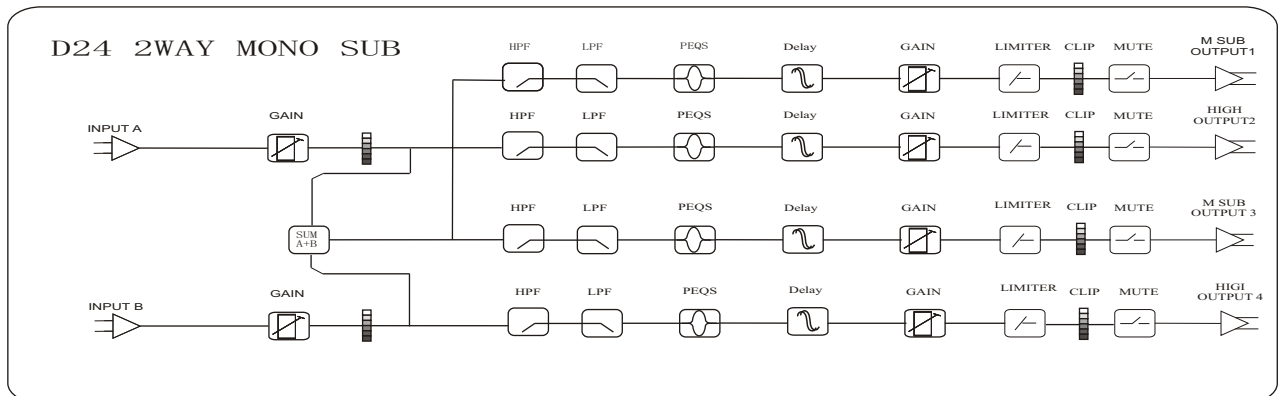 D24 2WAY MONO SUB
HPF LPF PEQS Delay GAIN LIMITER CLIP MUTE M SUB
OUTPUT1
INPUT A
GAIN
HPF LPF PEQS Delay GAIN LIMITER CLIP MUTE HIGH
OUTPUT2
SUM
A+B
HPF LPF PEQS Delay GAIN LIMITER CLIP MUTE M SUB
OUTPUT 3
INPUT B
GAIN
HPF LPF PEQS Delay GAIN LIMITER CLIP MUTE HIGI
OUTPUT 4